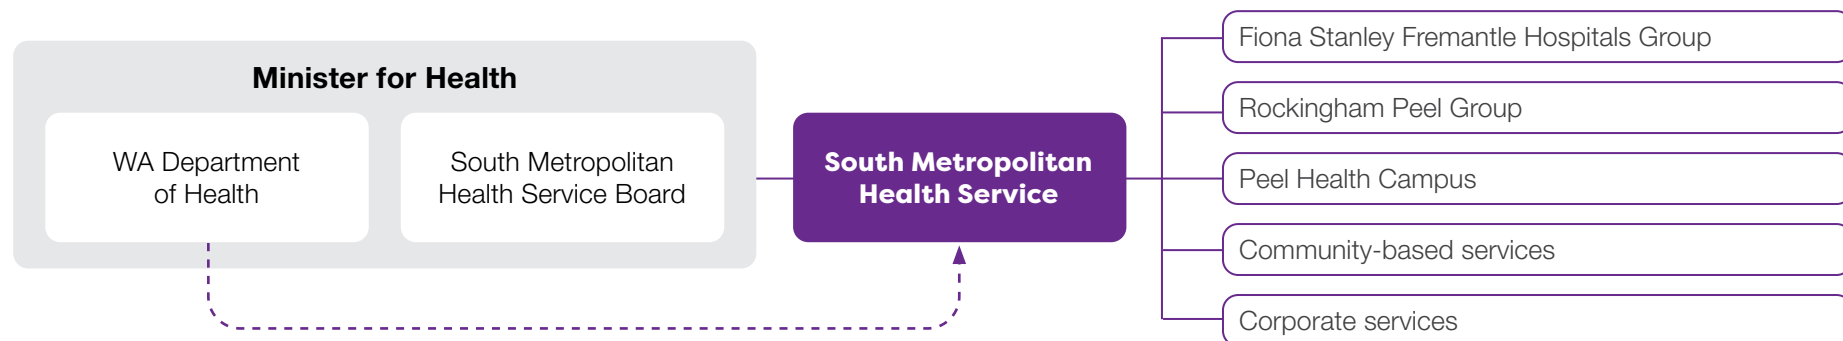 Minister for Health
WA Department
of Health
South Metropolitan
Health Service Board
South Metropolitan
Health Service
Fiona Stanley Fremantle Hospitals Group
Rockingham Peel Group
Peel Health Campus
Community-based services
Corporate services